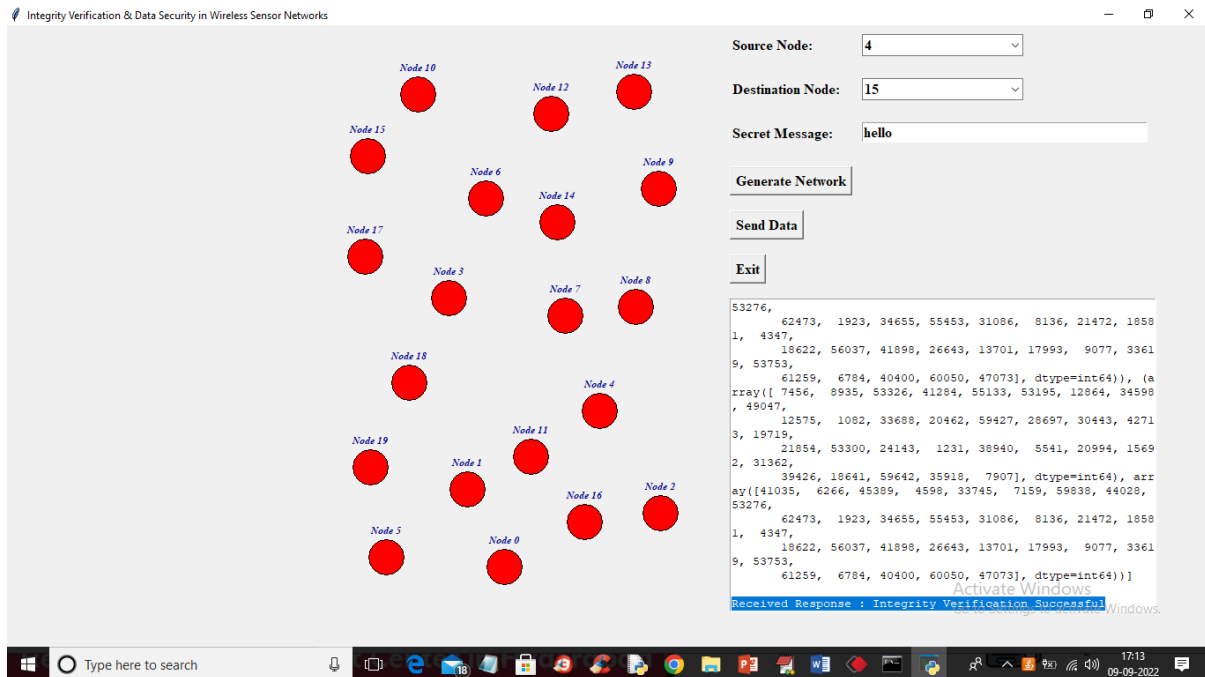 Integrity Verification & Data Security in Wireless Sensor Networks
Node 10
Node 13
Node 12
Node 15
Node 9
Node 6
Node 14
Node 17
Node 3
Node 8
Node 7
Node 18
Node 4
Node 11
Node 19
Node 1
Node 2
Node 16
Node 5
Node 0
Source Node: 4
Destination Node: 15
Secret Message: hello
Generate Network
Send Data
Exit
53276,
62473, 1923, 34655, 55453, 31086, 8136, 21472, 1858
1, 4347,
18622, 56037, 41898, 26643, 13701, 17993, 9077, 3361
9, 53753,
61259, 6784, 40400, 60050, 47073], dtype=int64)), (a
rray([ 7456, 8935, 53326, 41284, 55133, 53195, 12864, 34598
, 49047,
12575, 1082, 33688, 20462, 59427, 28697, 30443, 4271
3, 19719,
21854, 53300, 24143, 1231, 38940, 5541, 20994, 1569
2, 31362,
39426, 18641, 59642, 35918, 7907], dtype=int64), arr
ay([41035, 6266, 45389, 4598, 33745, 7159, 59838, 44028,
53276,
62473, 1923, 34655, 55453, 31086, 8136, 21472, 1858
1, 4347,
18622, 56037, 41898, 26643, 13701, 17993, 9077, 3361
9, 53753,
61259, 6784, 40400, 60050, 47073], dtype=int64))]
Activate Windows
Received Response : Integrity Verification Successful
Go to Settings to activate Windows.
Type here to search
18
17:13
09-09-2022